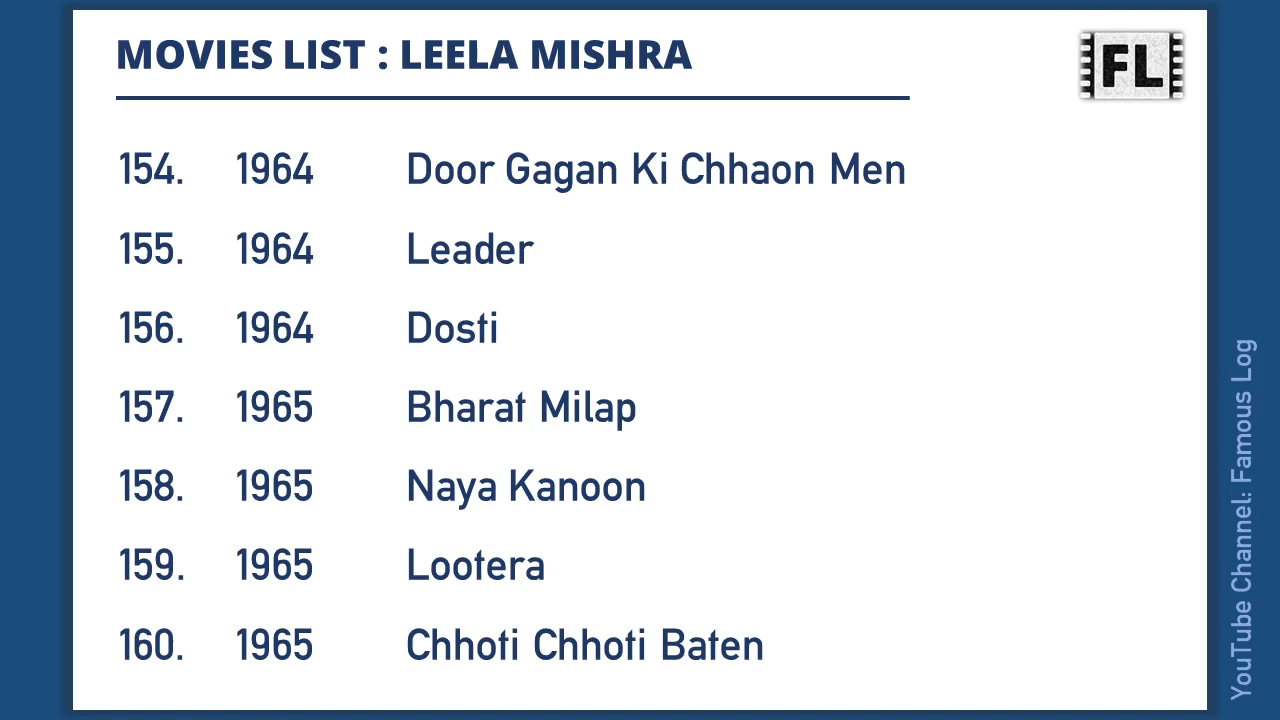 MOVIES LIST : LEELA MISHRA
FL
154. 1964 Door Gagan Ki Chhaon Men
155. 1964 Leader
156. 1964 Dosti
157. 1965 Bharat Milap
158. 1965 Naya Kanoon
159. 1965 Lootera
160. 1965 Chhoti Chhoti Baten
YouTube Channel: Famous Log